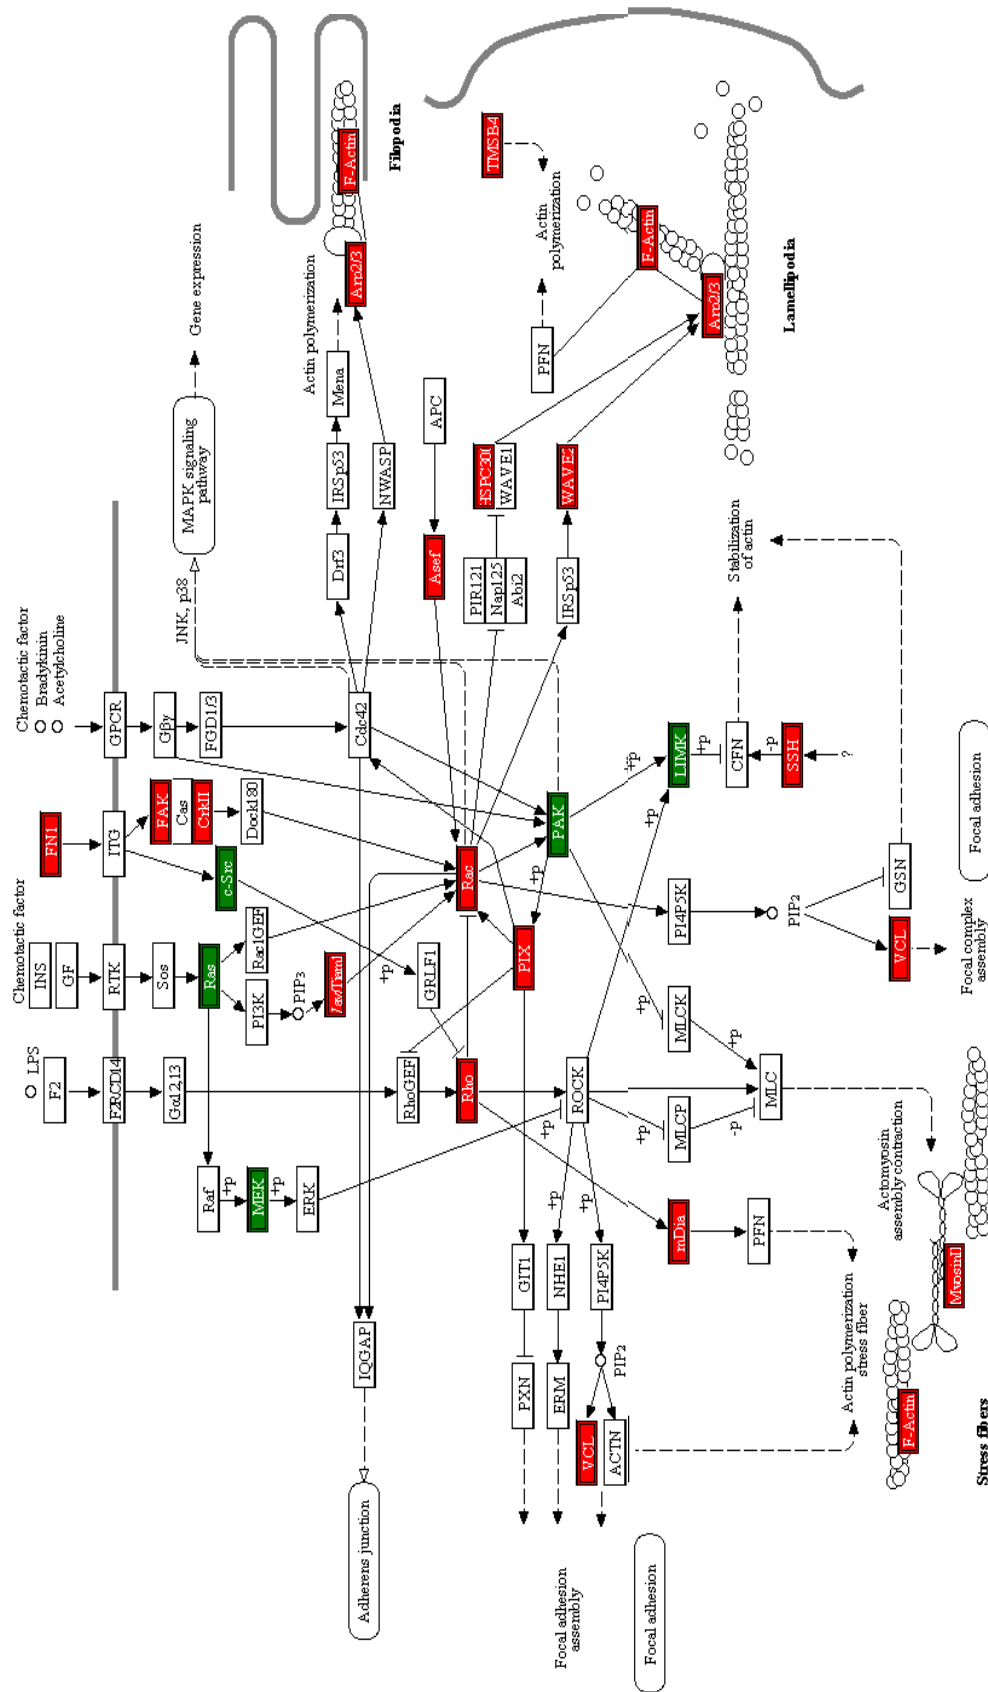 Chemotactic factor
Bradykinin
Acetylcholine
GPCR
Gβγ
FGD1/3
Cdc42
FN1
ITG
FAK
Cas
CrkII
Dock180
c-Src
Chemotactic factor
INS
GF
RTK
Sos
Ras
Rac1GEF
PI3K
PIP3
GRLF1
+p
LPS
F2
F2R
CD14
Gα12,13
RhoGEF
Rho
Raf
+p
MEK
+p
ERK
IQGAP
Adherens junction
MAPK signaling
pathway
Gene expression
JNK, p38
Drf3
IRSp53
Mena
Actin polymerization
NWASP
Arp2/3
F-Actin
Filopodia
APC
Asef
PIR121
Nap125
Abi2
HSPC300
WAVE1
IRSp53
WAVE2
PFN
Actin
polymerization
TMSB4
F-Actin
Arp2/3
Lamellipodia
Rac
PAK
+p
PIX
LIMK
+p
+p
+p
CFN
-p
SSH
?
Stabilization
of actin
PI4P5K
PIP2
GSN
VCL
Focal complex
assembly
Focal adhesion
ROCK
+p
+p
MLCK
+p
MLC
+p
MLCP
-p
Actomyosin
assembly contraction
MyosinII
mDia
PFN
Actin polymerization
stress fiber
F-Actin
Stress fibers
GIT1
PXN
+p
NHE1
ERM
+p
PI4P5K
PIP2
VCL
ACTN
Focal adhesion
assembly
Focal adhesion